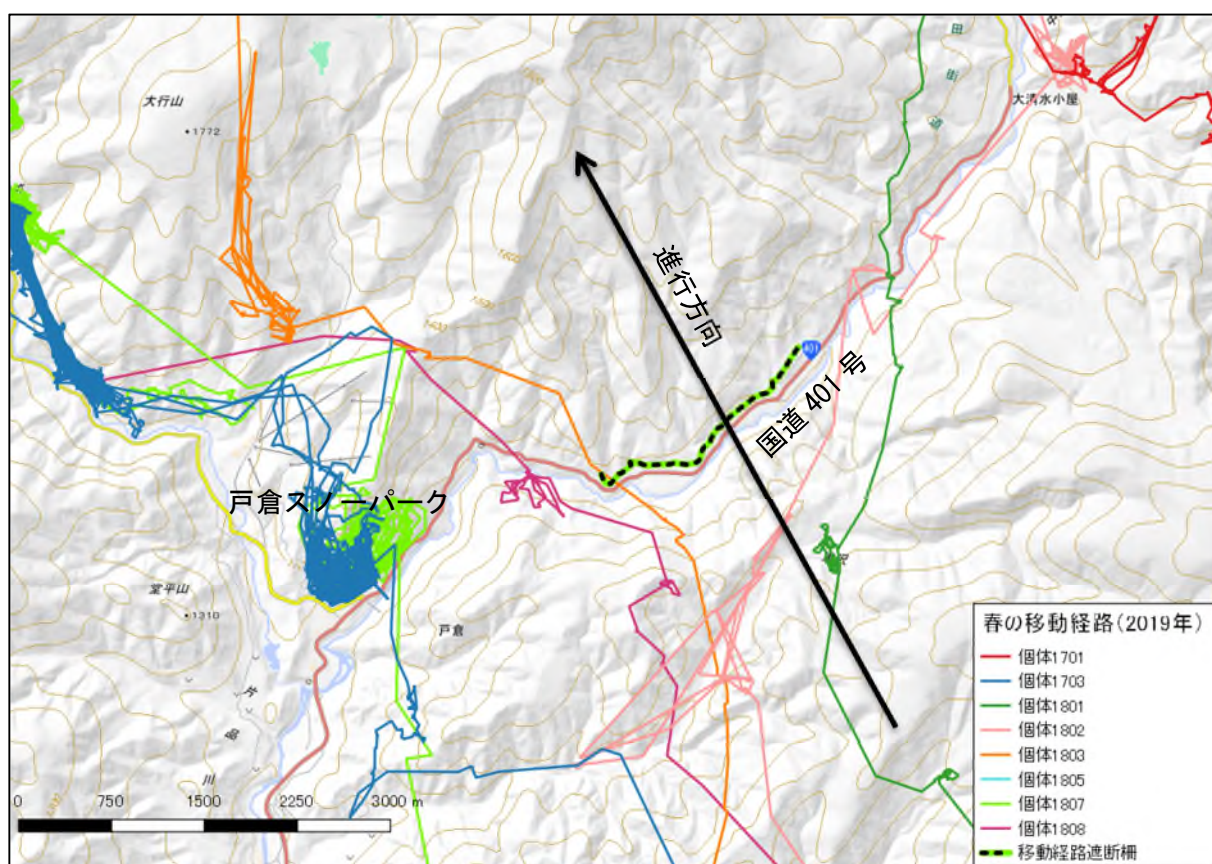 大行山
1772
大清水小屋
田
街
1600
進行方向
401
国道 401 号
戸倉スノーパーク
堂平山
1310
戸倉
片
品
川
0 750 1500 2250 3000 m
春の移動経路(2019年)
個体1701
個体1703
個体1801
個体1802
個体1803
個体1805
個体1807
個体1808
移動経路遮断柵